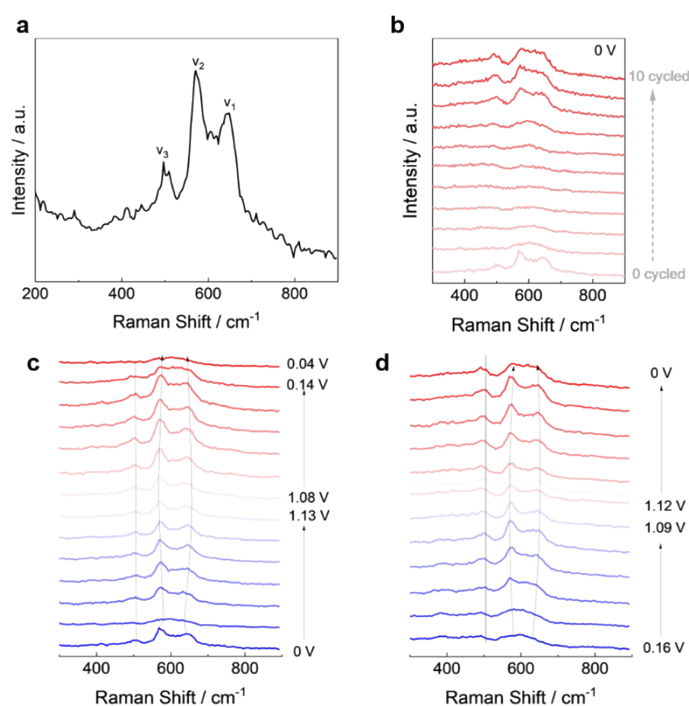 a
v₃
v₂
v₁
Intensity / a.u.
200 400 600 800
Raman Shift / cm⁻¹
b
0 V
10 cycled
0 cycled
Intensity / a.u.
400 600 800
Raman Shift / cm⁻¹
c
0.04 V
0.14 V
1.08 V
1.13 V
0 V
400 600 800
Raman Shift / cm⁻¹
d
0 V
1.12 V
1.09 V
0.16 V
400 600 800
Raman Shift / cm⁻¹